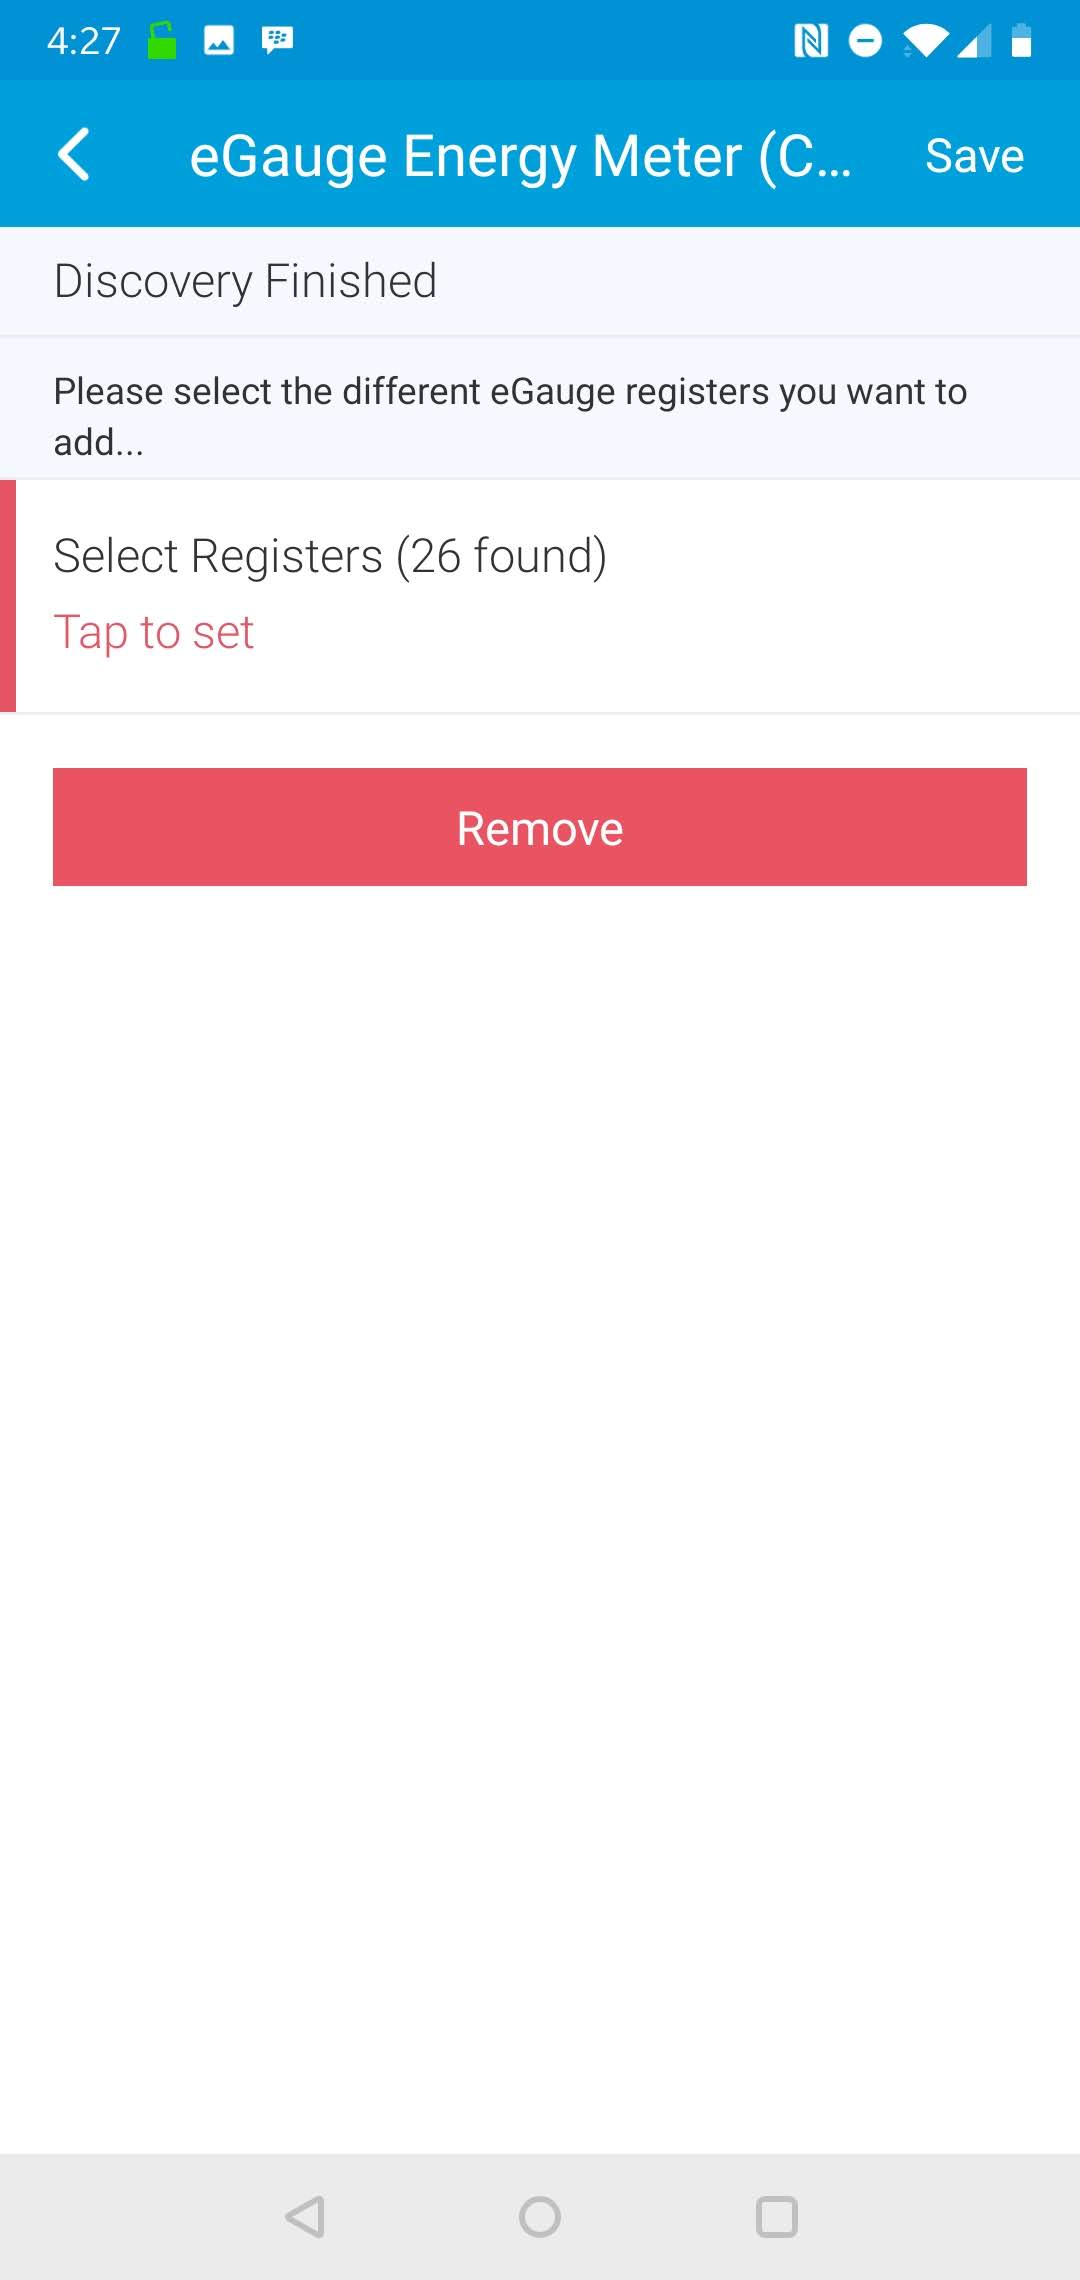 4:27
eGauge Energy Meter (C...
Save
Discovery Finished
Please select the different eGauge registers you want to
add...
Select Registers (26 found)
Tap to set
Remove